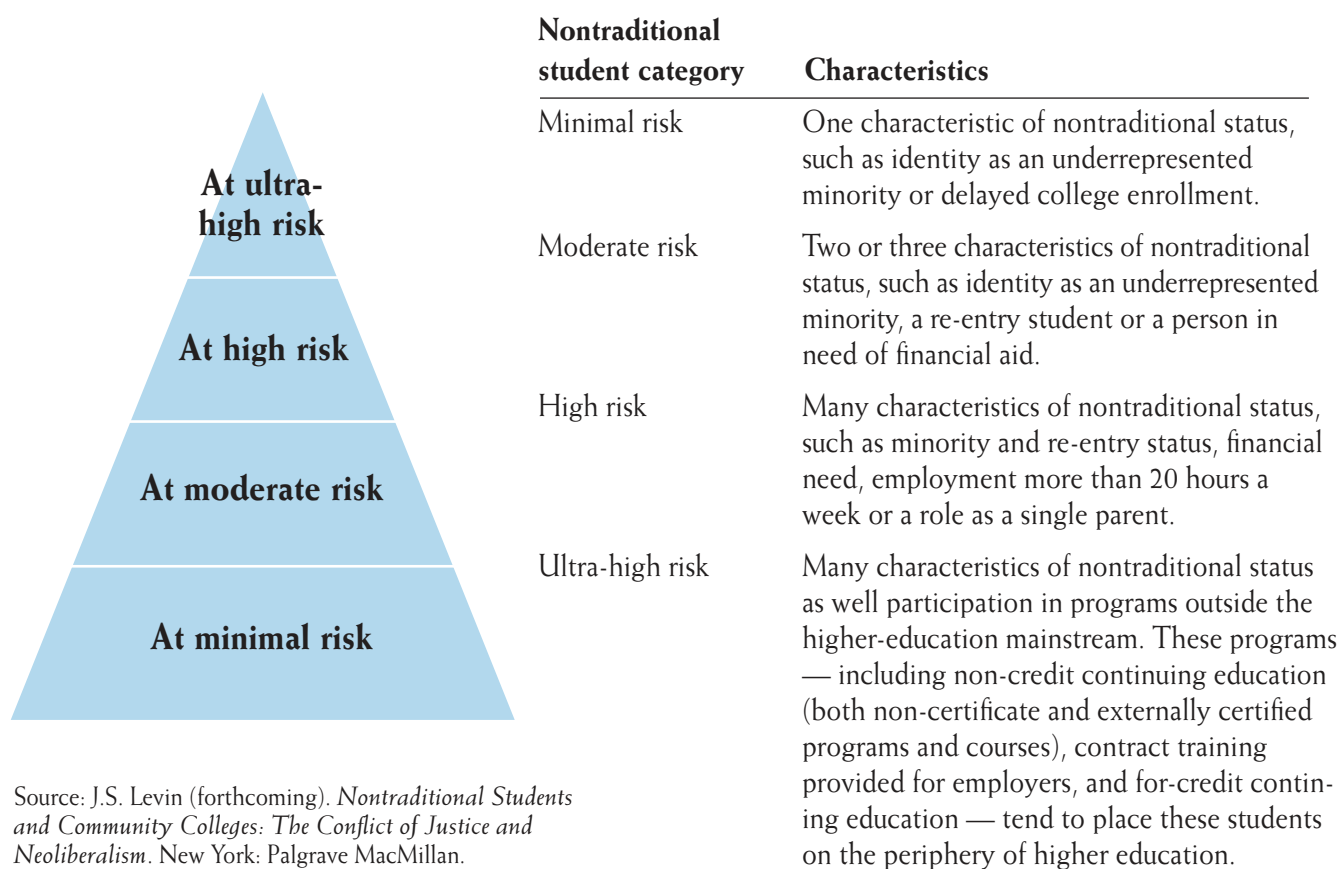 At ultra-
high risk
At high risk
At moderate risk
At minimal risk
Source: J.S. Levin (forthcoming). Nontraditional Students
and Community Colleges: The Conflict of Justice and
Neoliberalism. New York: Palgrave MacMillan.
Nontraditional
student category Characteristics
Minimal risk One characteristic of nontraditional status,
such as identity as an underrepresented
minority or delayed college enrollment.
Moderate risk Two or three characteristics of nontraditional
status, such as identity as an underrepresented
minority, a re-entry student or a person in
need of financial aid.
High risk Many characteristics of nontraditional status,
such as minority and re-entry status, financial
need, employment more than 20 hours a
week or a role as a single parent.
Ultra-high risk Many characteristics of nontraditional status
as well participation in programs outside the
higher-education mainstream. These programs
— including non-credit continuing education
(both non-certificate and externally certified
programs and courses), contract training
provided for employers, and for-credit contin-
ing education — tend to place these students
on the periphery of higher education.